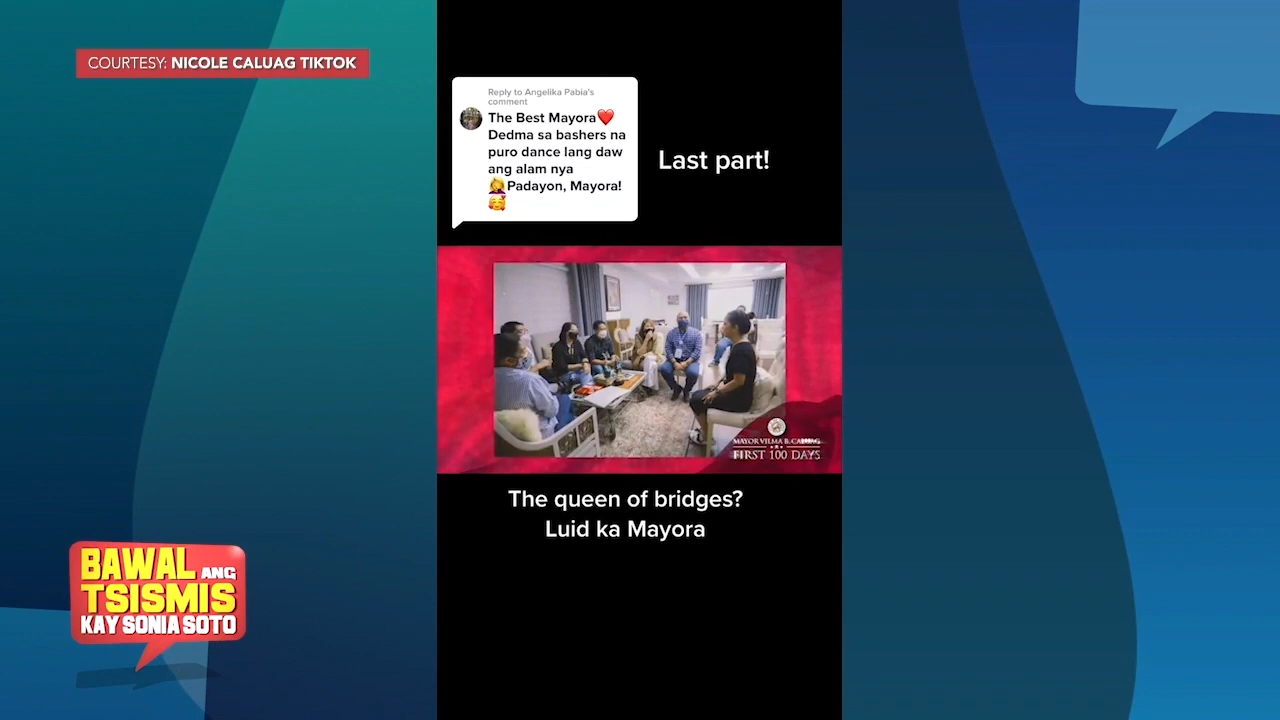 COURTESY: NICOLE CALUAG TIKTOK
Reply to Angelika Pabia's
comment
The Best Mayora❤️
Dedma sa bashers na
puro dance lang daw
ang alam nya
🤦‍♀️Padayon, Mayora!
🥰
Last part!
MAYOR VILMA B. CALUAG
FIRST 100 DAYS
The queen of bridges?
Luid ka Mayora
BAWAL ANG
TSISMIS
KAY SONIA SOTO